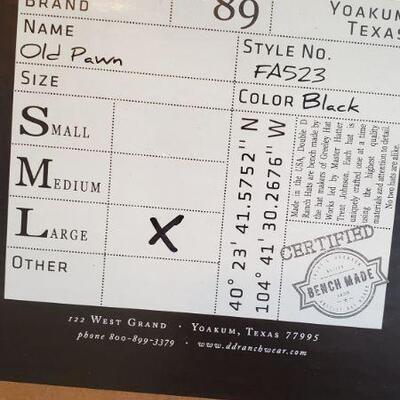 BRAND 89 YOAKUM
TEXAS
NAME
Old Pawn
STYLE NO.
FA523
SIZE
COLOR Black
SMALL
MEDIUM
LARGE X
OTHER
40° 23' 41.5752" N
104° 41' 30.2676" W
Made in the USA, Double D
Ranch Hats are bench made by
the hat makers of Greeley Hat
Works led by Master Hatter
Trent Johnson. Each hat is
uniquely crafted one at a time
using the highest quality
materials and attention to detail.
No two hats are alike.
CERTIFIED
BENCH MADE
122 WEST GRAND · YOAKUM, TEXAS 77995
phone 800-899-3379 · www.ddranchwear.com